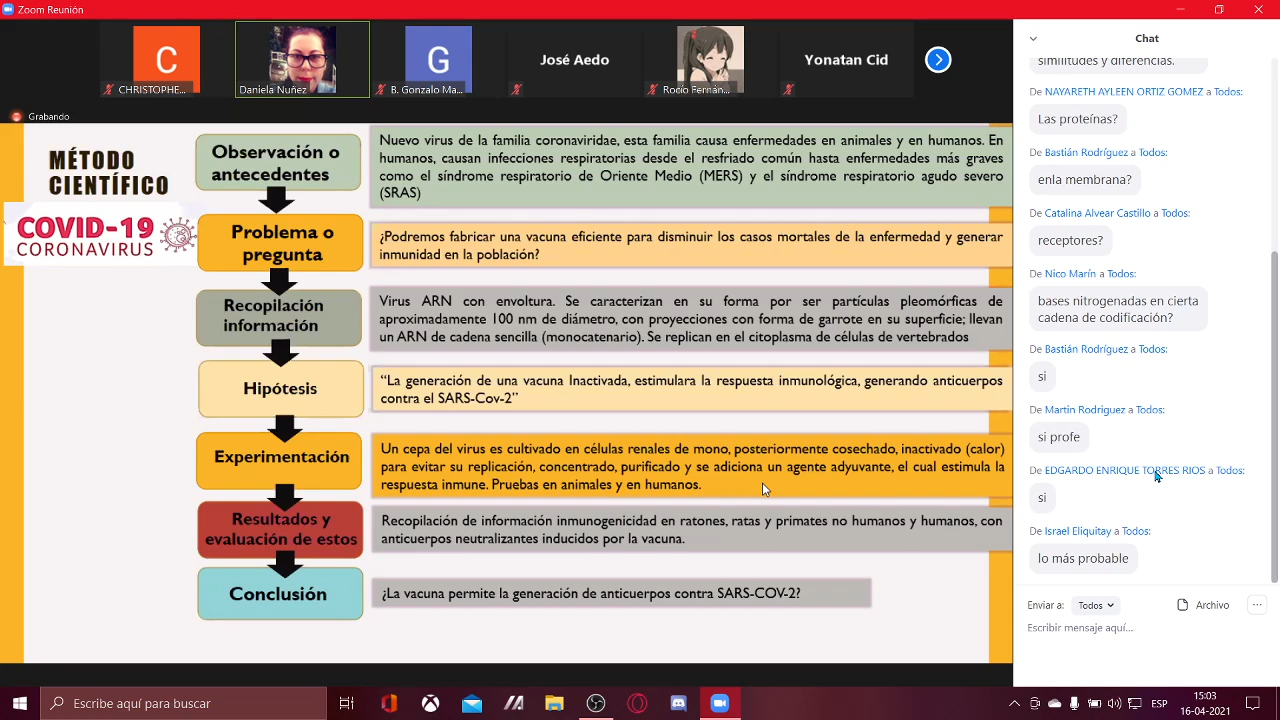 Zoom Reunión
C
CHRISTOPHE...
Daniela Nuñez
G
B. Gonzalo Ma...
José Aedo
Rocio Fernán...
Yonatan Cid
Grabando
MÉTODO
CIENTÍFICO
COVID-19
CORONAVIRUS
Observación o
antecedentes
Nuevo virus de la familia coronaviridae, esta familia causa enfermedades en animales y en humanos. En
humanos, causan infecciones respiratorias desde el resfriado común hasta enfermedades más graves
como el síndrome respiratorio de Oriente Medio (MERS) y el síndrome respiratorio agudo severo
(SRAS)
Problema o
pregunta
¿Podremos fabricar una vacuna eficiente para disminuir los casos mortales de la enfermedad y generar
inmunidad en la población?
Recopilación
información
Virus ARN con envoltura. Se caracterizan en su forma por ser partículas pleomórficas de
aproximadamente 100 nm de diámetro, con proyecciones con forma de garrote en su superficie; llevan
un ARN de cadena sencilla (monocatenario). Se replican en el citoplasma de células de vertebrados
Hipótesis
“La generación de una vacuna Inactivada, estimulara la respuesta inmunológica, generando anticuerpos
contra el SARS-Cov-2”
Experimentación
Un cepa del virus es cultivado en células renales de mono, posteriormente cosechado, inactivado (calor)
para evitar su replicación, concentrado, purificado y se adiciona un agente adyuvante, el cual estimula la
respuesta inmune. Pruebas en animales y en humanos.
Resultados y
evaluación de estos
Recopilación de información inmunogenicidad en ratones, ratas y primates no humanos y humanos, con
anticuerpos neutralizantes inducidos por la vacuna.
Conclusión
¿La vacuna permite la generación de anticuerpos contra SARS-COV-2?
Chat
similitudes y diferencias.
De NAYARETH AYLEEN ORTIZ GOMEZ a Todos:
Las proteínas?
De Bastián Rodríguez a Todos:
enla membrana?
De Catalina Alvear Castillo a Todos:
receptores?
De Nico Marín a Todos:
bases nitrogenadas en cierta
cadena de codificación?
De Bastián Rodríguez a Todos:
si
De Martin Rodriguez a Todos:
si profe
De EDGARDO ENRIQUE TORRES RIOS a Todos:
si
De Israel Eliquitay a Todos:
lo más probable
Enviar a: Todos
Archivo
...
Escribir mensaje aquí...
Escribe aquí para buscar
ESP
15:03
16-04-2021